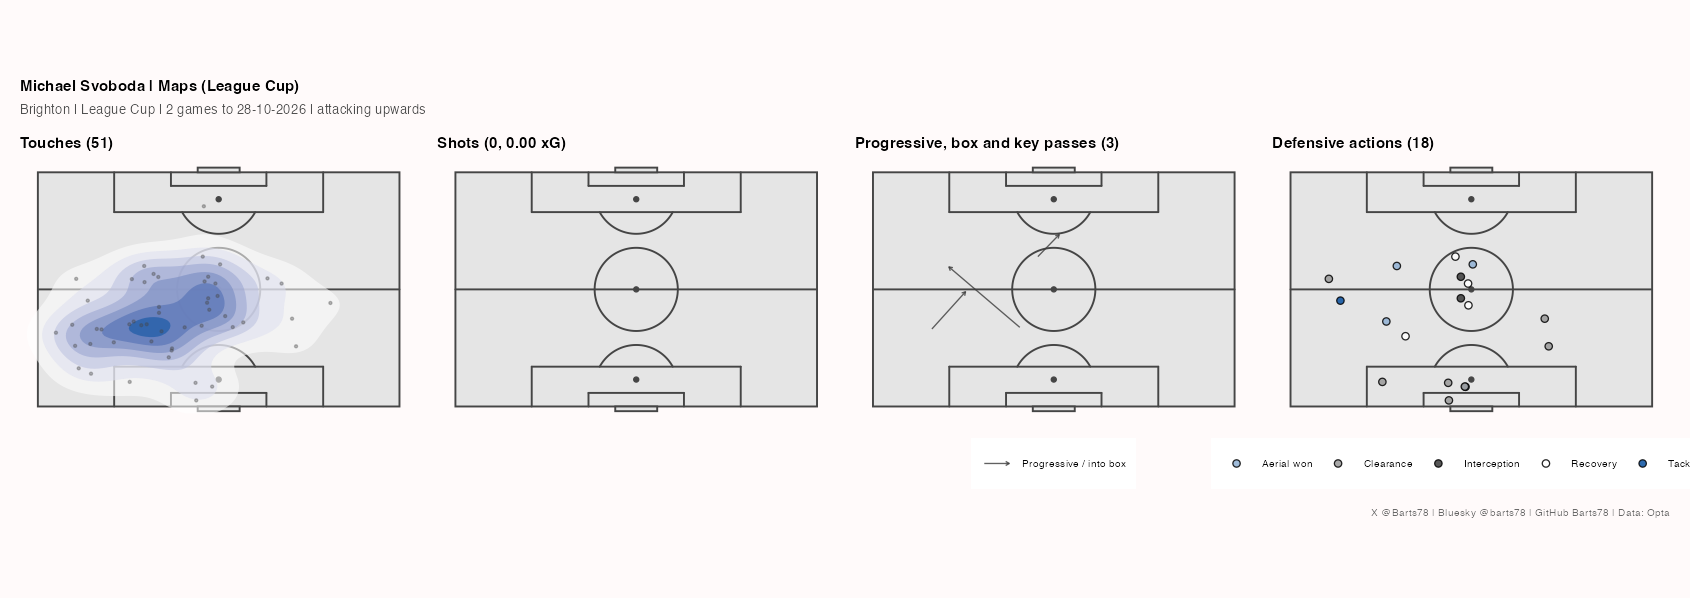 Michael Svoboda | Maps (League Cup)
Brighton | League Cup | 2 games to 28-10-2026 | attacking upwards
Touches (51)
Shots (0, 0.00 xG)
Progressive, box and key passes (3)
Defensive actions (18)
Progressive / into box
Aerial won
Clearance
Interception
Recovery
Tack
X @Barts78 | Bluesky @barts78 | GitHub Barts78 | Data: Opta